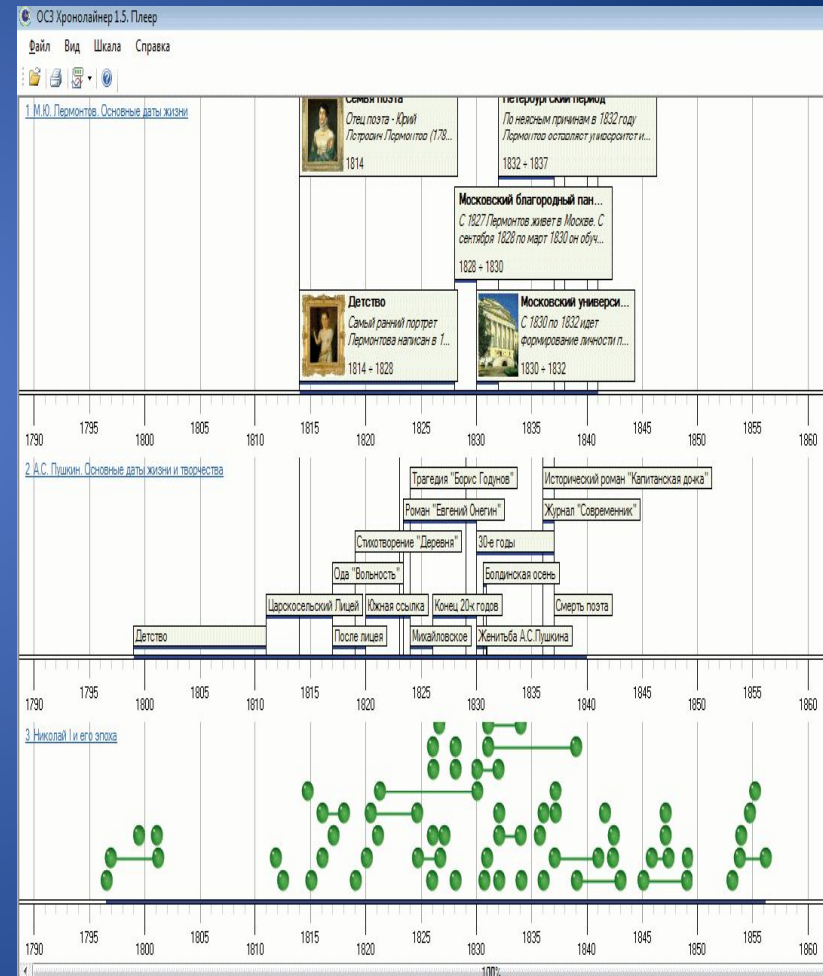 ОС3 Хронолайнер 1.5. Плеер
Файл Вид Шкала Справка
1 М.Ю. Лермонтов. Основные даты жизни
Семья поэта
Отец поэта - Юрий
Петрович Лермонтов (178...
1814
Петербургский период
По неясным причинам в 1832 году
Лермонтов оставляет университет и...
1832 ÷ 1837
Московский благородный пан...
С 1827 Лермонтов живет в Москве. С
сентября 1828 по март 1830 он обуч...
1828 ÷ 1830
Детство
Самый ранний портрет
Лермонтова написан в 1...
1814 ÷ 1828
Московский универси...
С 1830 по 1832 идет
формирование личности п...
1830 ÷ 1832
1790 1795 1800 1805 1810 1815 1820 1825 1830 1835 1840 1845 1850 1855 1860
2 А.С. Пушкин. Основные даты жизни и творчества
Трагедия "Борис Годунов" Исторический роман "Капитанская дочка"
Роман "Евгений Онегин" Журнал "Современник"
Стихотворение "Деревня" 30-е годы
Ода "Вольность" Болдинская осень
Царскосельский Лицей Южная ссылка Конец 20-х годов Смерть поэта
Детство После лицея Михайловское Женитьба А.С.Пушкина
1790 1795 1800 1805 1810 1815 1820 1825 1830 1835 1840 1845 1850 1855 1860
3 Николай I и его эпоха
1790 1795 1800 1805 1810 1815 1820 1825 1830 1835 1840 1845 1850 1855 1860
100%